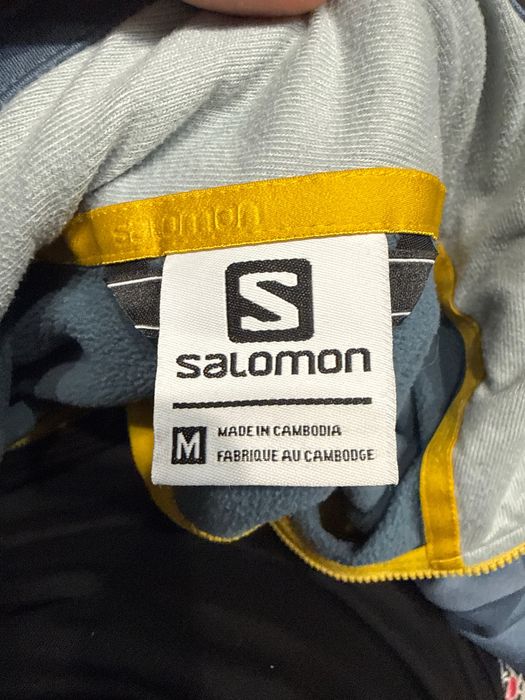 salomon
S
salomon
M
MADE IN CAMBODIA
FABRIQUE AU CAMBODGE